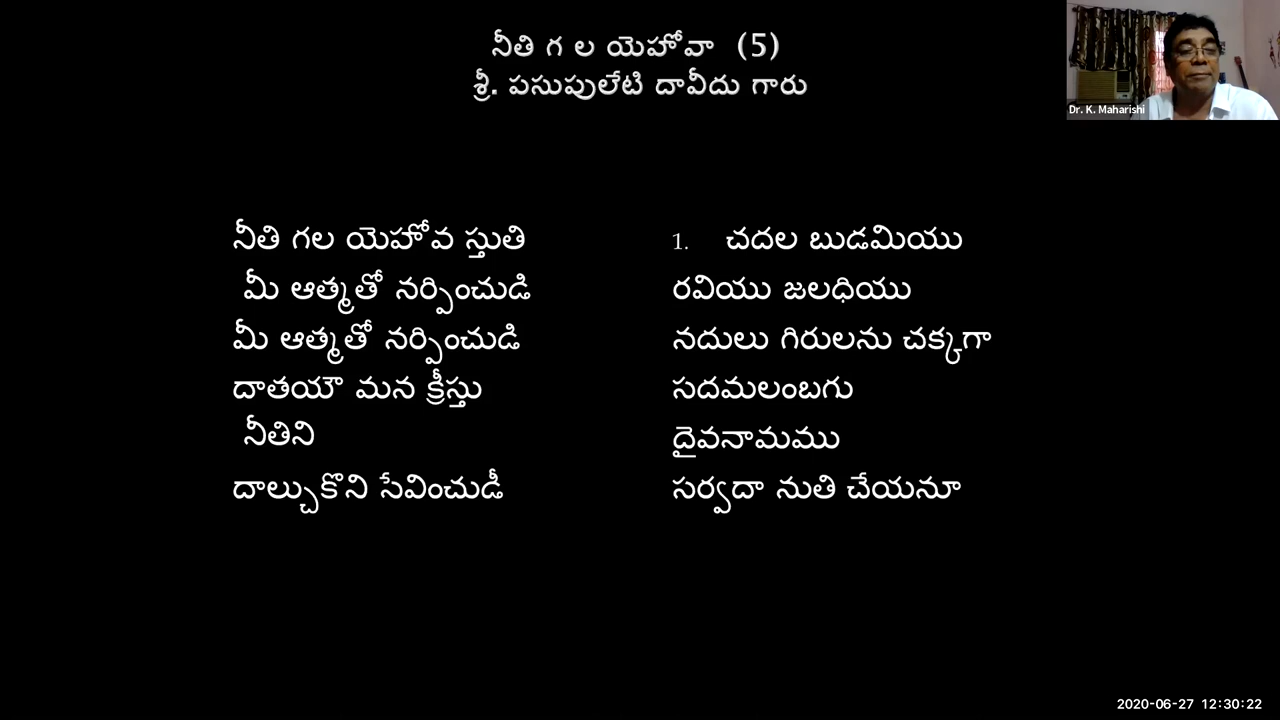 నీతి గ ల యెహోవా (5)
శ్రీ. పసుపులేటి దావీదు గారు
Dr. K. Maharishi
నీతి గల యెహోవ స్తుతి
మీ ఆత్మతో నర్పించుడి
మీ ఆత్మతో నర్పించుడి
దాతయౌ మన క్రీస్తు
నీతిని
దాల్చుకొని సేవించుడీ
1. చదల బుడమియు
రవియు జలధియు
నదులు గిరులను చక్కగా
సదమలంబగు
దైవనామము
సర్వదా నుతి చేయనూ
2020-06-27 12:30:22